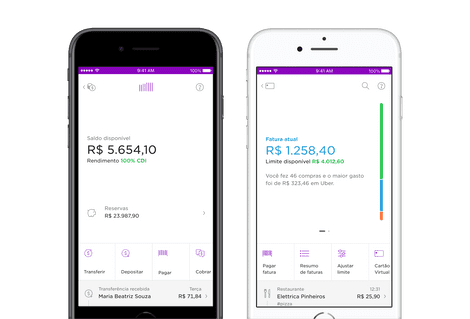 9:41 AM
100%
Saldo disponível
R$ 5.654,10
Rendimento 100% CDI
Reservas
R$ 23.987,90
Transferir
Depositar
Pagar
Cobrar
Transferência recebida
Terça
Maria Beatriz Souza
R$ 71,84
9:41 AM
100%
Fatura atual
R$ 1.258,40
Limite disponível R$ 4.012,60
Você fez 46 compras e o maior gasto
foi de R$ 323,46 em Uber.
Pagar
fatura
Resumo
de faturas
Ajustar
limite
Cartão
Virtual
Restaurante
12:31
Elettrica Pinheiros
R$ 25,90
#pizza